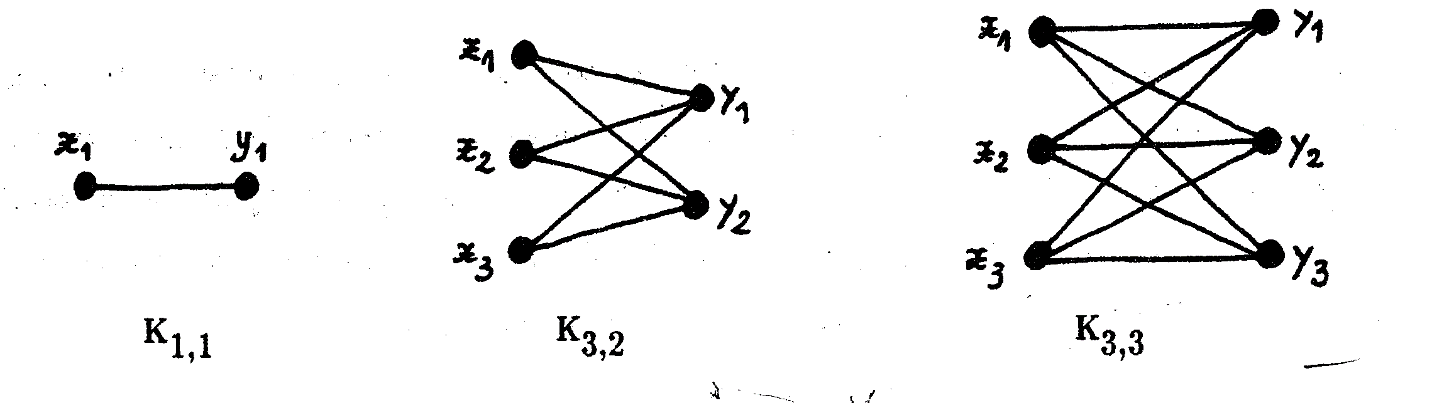 x₁ y₁
K₁,₁
x₁
y₁
x₂
y₂
x₃
K₃,₂
x₁ y₁
x₂ y₂
x₃ y₃
K₃,₃